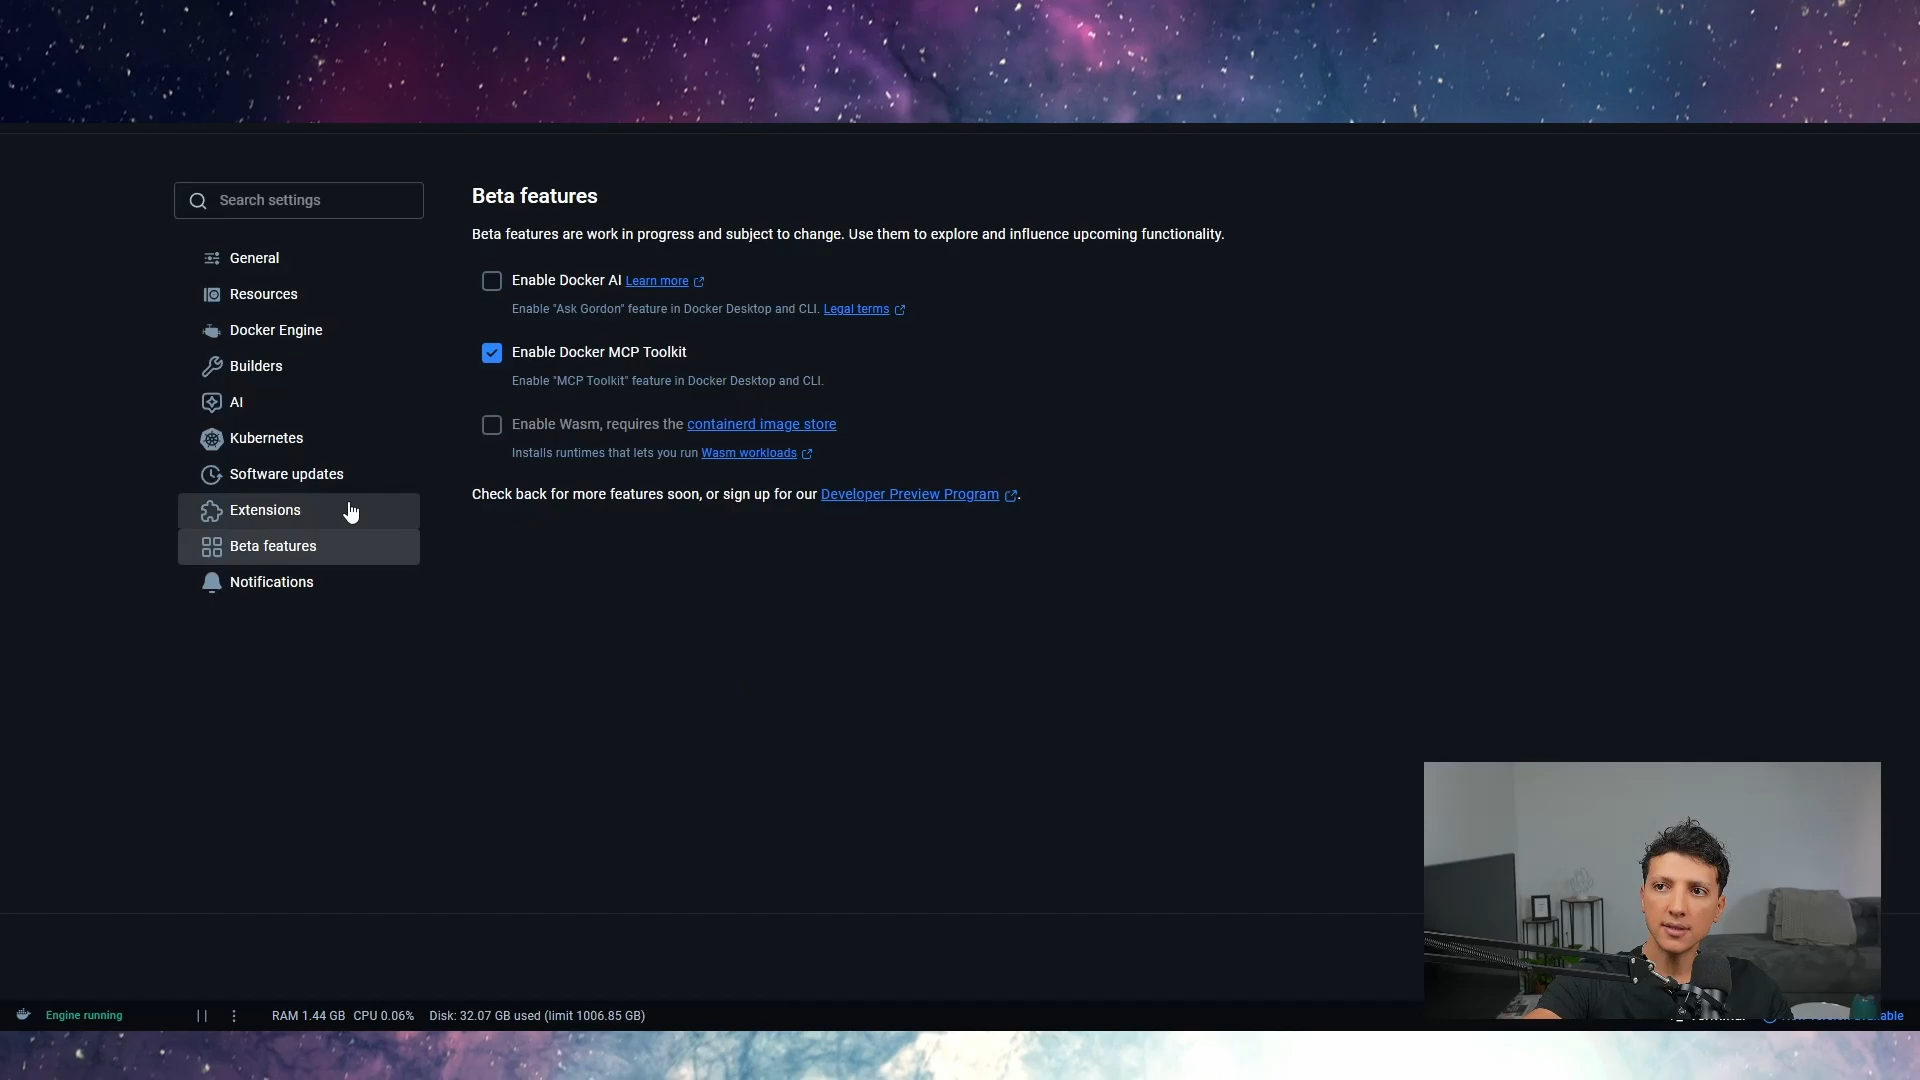 Search settings
General
Resources
Docker Engine
Builders
AI
Kubernetes
Software updates
Extensions
Beta features
Notifications
Beta features
Beta features are work in progress and subject to change. Use them to explore and influence upcoming functionality.
Enable Docker AI Learn more
Enable "Ask Gordon" feature in Docker Desktop and CLI. Legal terms
Enable Docker MCP Toolkit
Enable "MCP Toolkit" feature in Docker Desktop and CLI.
Enable Wasm, requires the containerd image store
Installs runtimes that lets you run Wasm workloads
Check back for more features soon, or sign up for our Developer Preview Program.
Engine running
RAM 1.44 GB CPU 0.06% Disk: 32.07 GB used (limit 1006.85 GB)